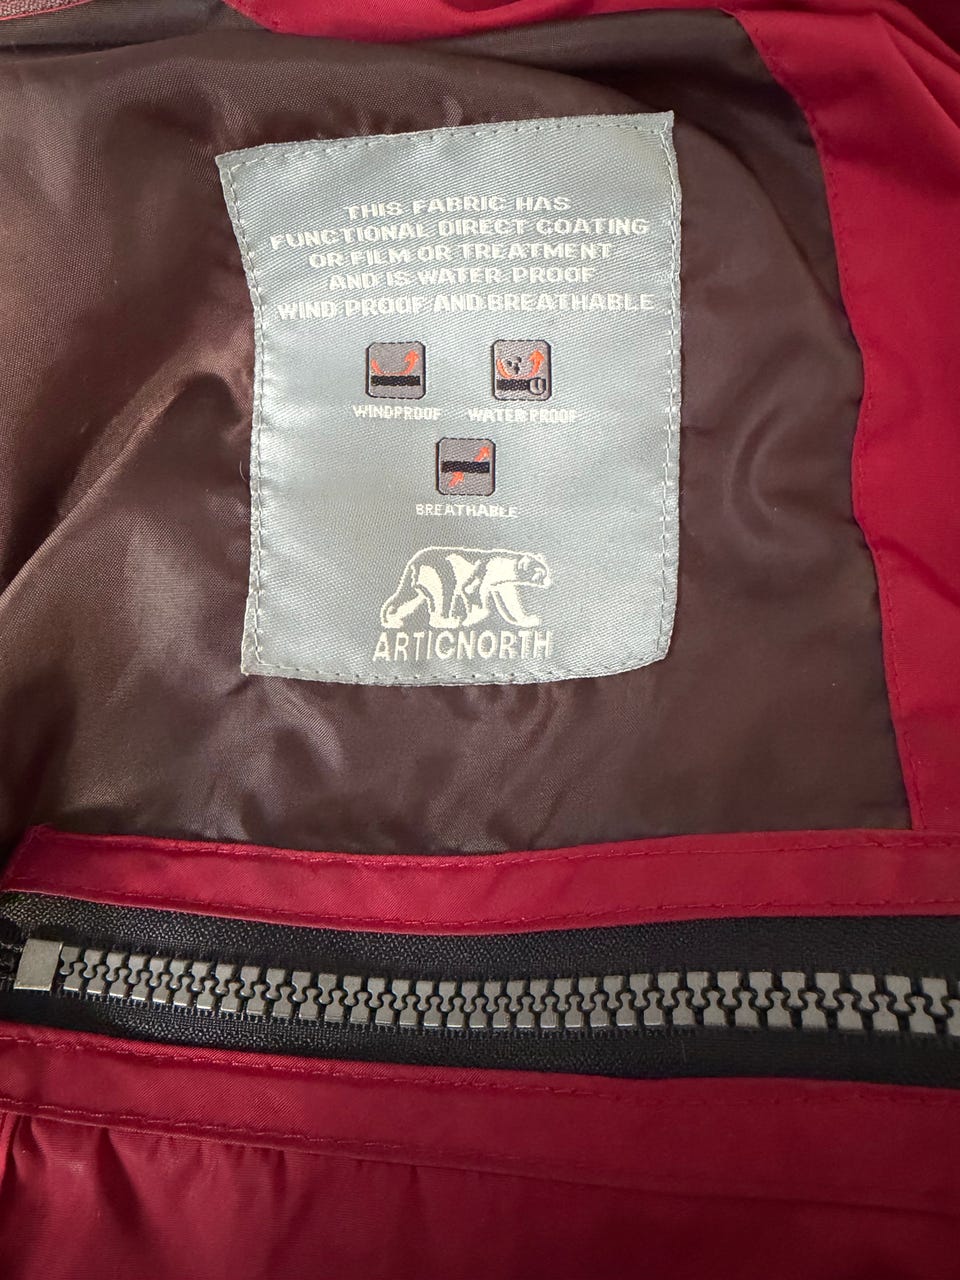 THIS FABRIC HAS
FUNCTIONAL DIRECT COATING
OR FILM OR TREATMENT
AND IS WATER PROOF
WIND PROOF AND BREATHABLE
WINDPROOF WATER PROOF
BREATHABLE
ARTICNORTH